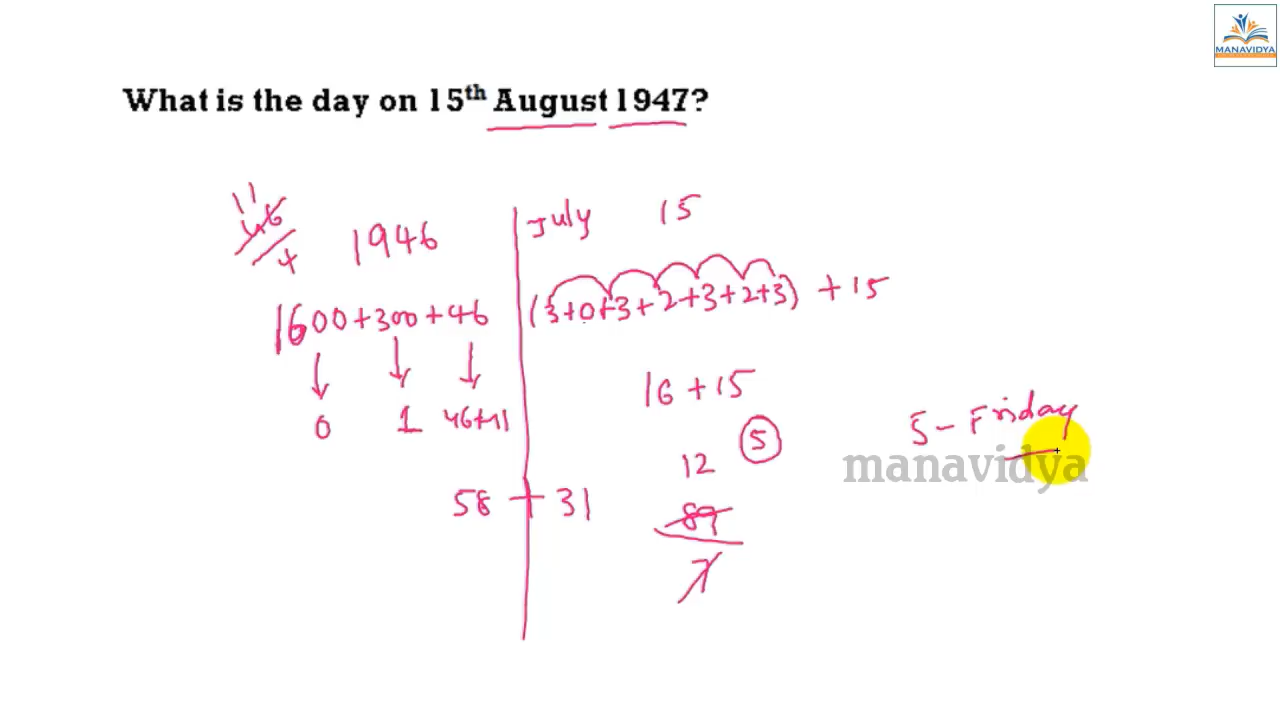 MANAVIDYA
What is the day on 15th August 1947?
11
46
4
1946
July 15
1600+300+46
(3+0+3+2+3+2+3) +15
0 1 46+11
16+15
5
5 - Friday
12
manavidya
58 + 31
89
7